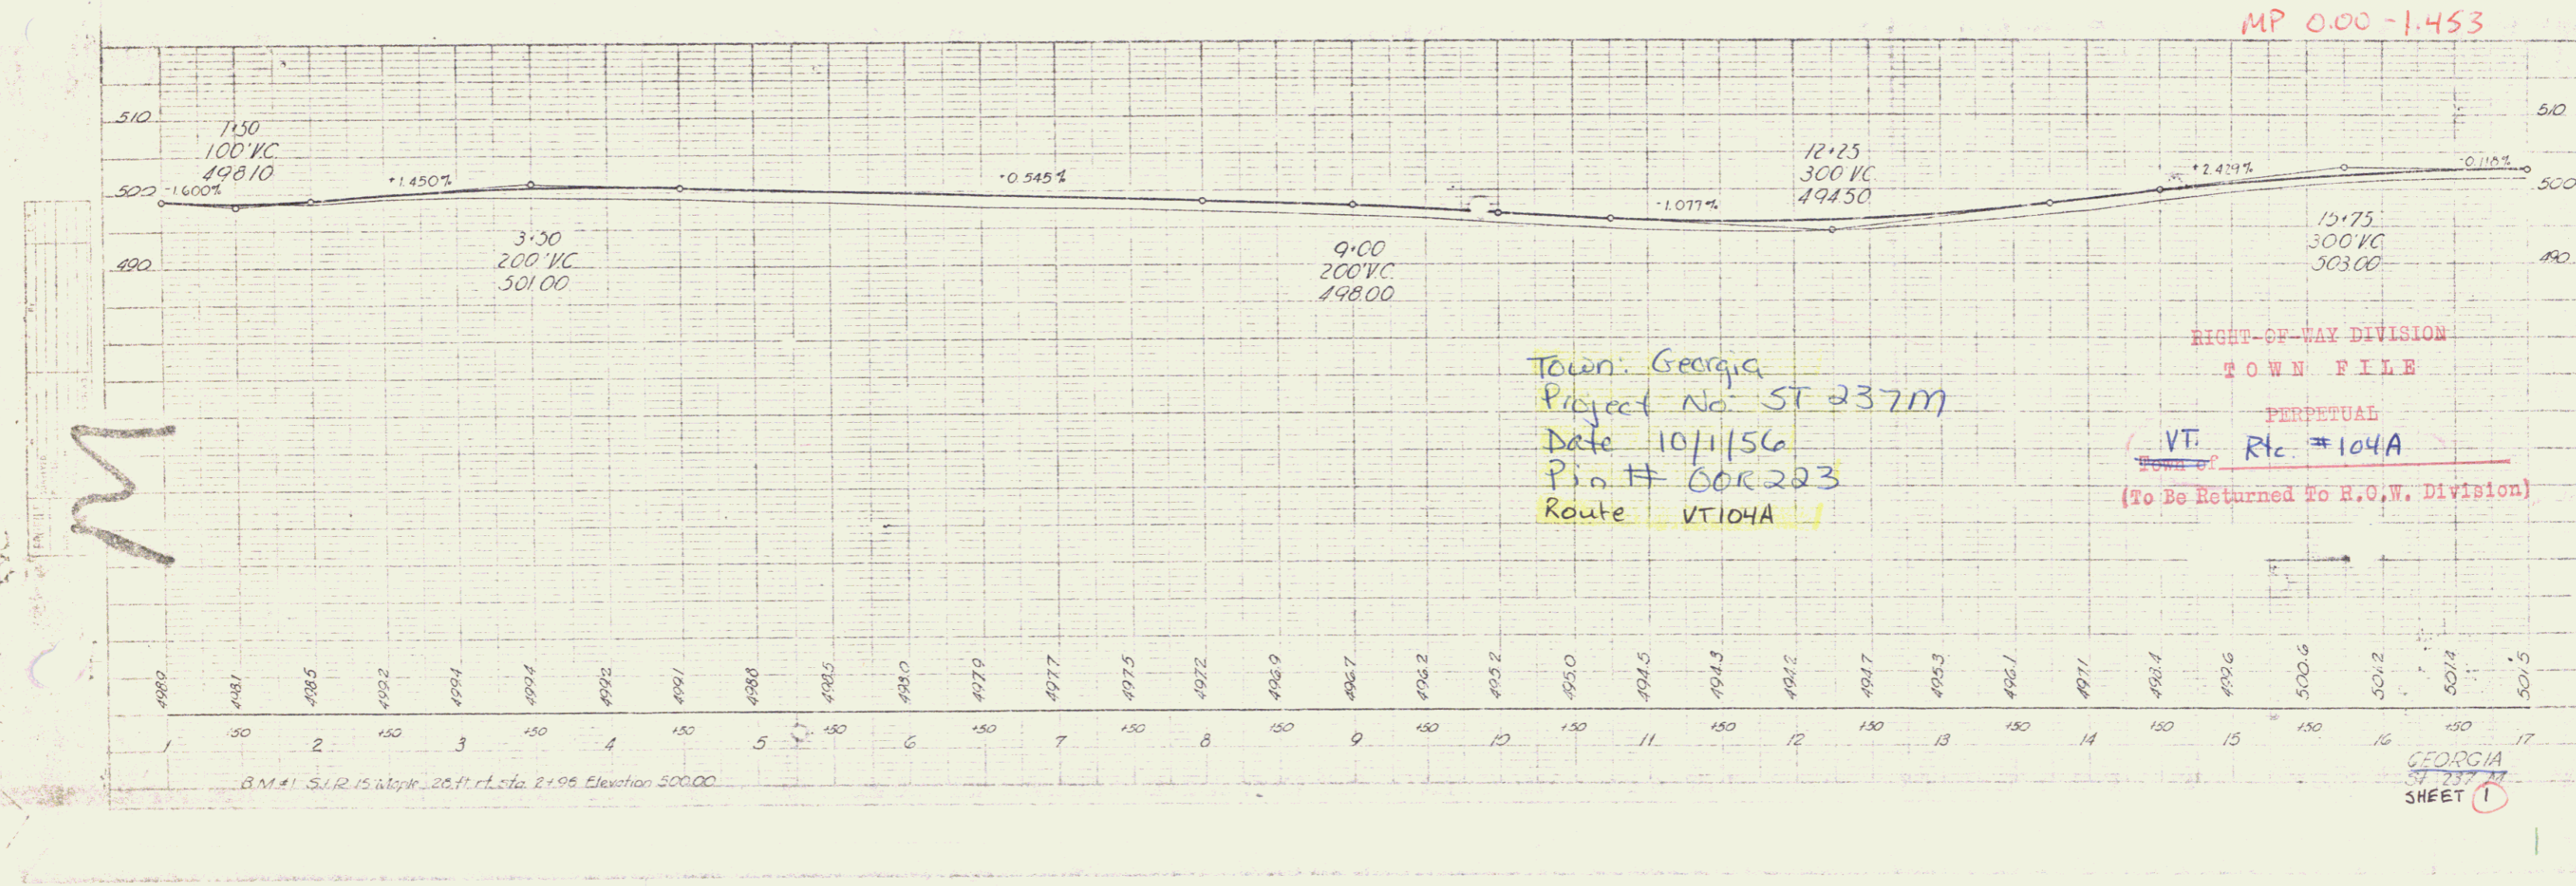 MP 0.00 - 1.453
510
510
1+50
100' V.C.
498.10
12+25
300' V.C.
494.50
500
-1.600%
+1.450%
-0.545%
-1.077%
+2.429%
-0.118%
500
3+50
200' V.C.
501.00
9+00
200' V.C.
498.00
15+75
300' V.C.
503.00
490
490
Town: Georgia
Project No: ST 237M
Date 10/1/56
Pin # 00R223
Route VT104A
RIGHT-OF-WAY DIVISION
TOWN FILE
PERPETUAL
VT. Rte. #104A
Town of
(To Be Returned To R.O.W. Division)
498.9 498.1 498.5 499.2 499.4 499.4 499.2 499.1 498.8 498.5 498.0 497.9 497.7 497.5 497.2 496.9 496.7 496.2 495.2 495.0 494.5 494.3 494.2 494.7 495.3 496.1 497.1 498.4 499.6 500.6 501.2 501.4 501.5
+50 +50 +50 +50 +50 +50 +50 +50 +50 +50 +50 +50 +50 +50 +50 +50
1 2 3 4 5 6 7 8 9 10 11 12 13 14 15 16 17
B.M #1 S.I.R. 15" Maple 28 ft. rt. sta. 2+98 Elevation 500.00
GEORGIA
ST 237 M
SHEET 1